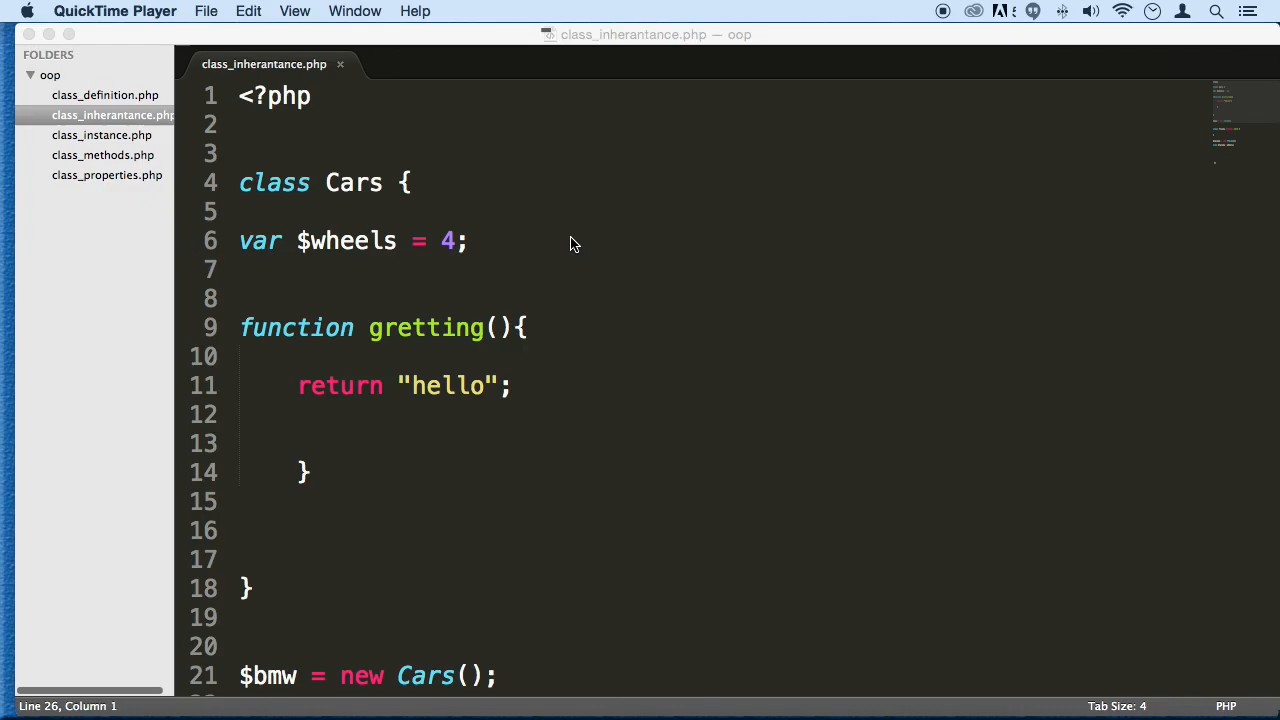 QuickTime Player File Edit View Window Help
class_inherantance.php — oop
FOLDERS
oop
class_definition.php
class_inherantance.php
class_instance.php
class_methods.php
class_properties.php
class_inherantance.php ×
1 <?php
2
3
4 class Cars {
5
6 var $wheels = 4;
7
8
9 function gretting(){
10
11 return "hello";
12
13
14 }
15
16
17
18 }
19
20
21 $bmw = new Cars();
Line 26, Column 1
Tab Size: 4
PHP